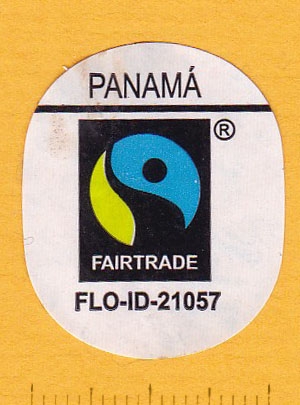 PANAMÁ
®
FAIRTRADE
FLO-ID-21057